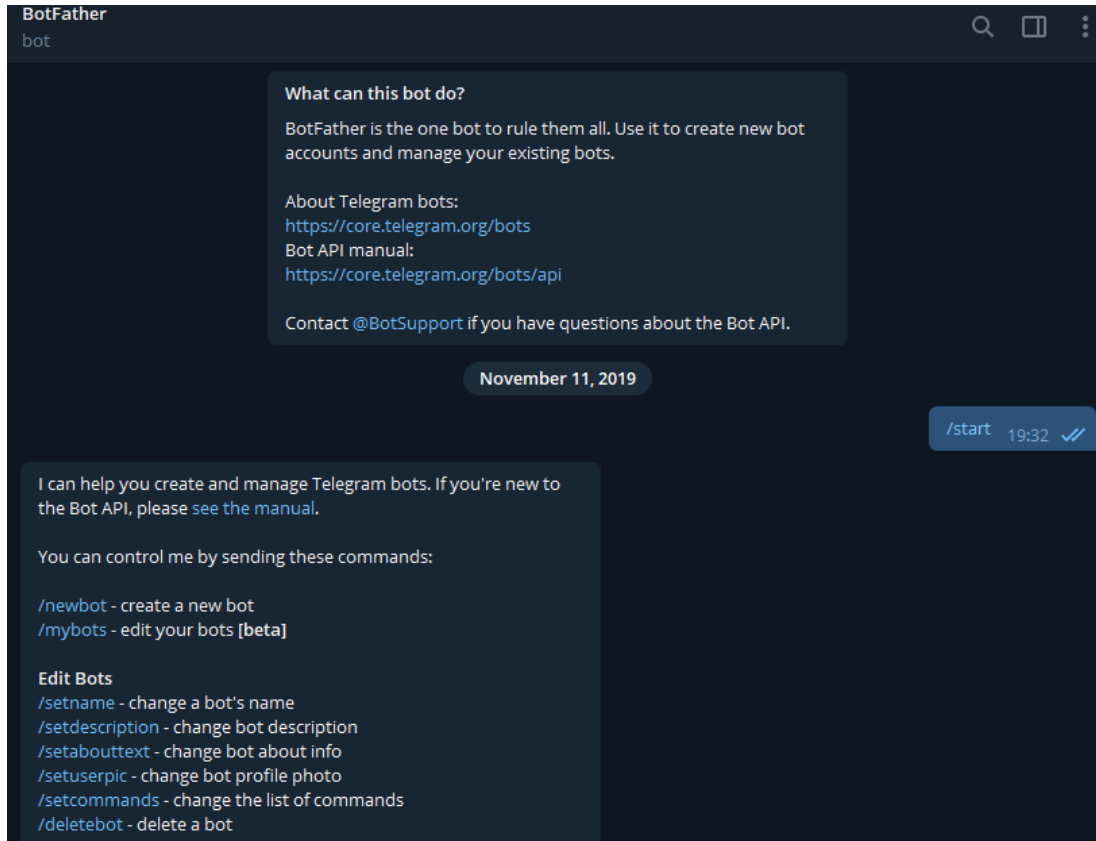 BotFather
bot
What can this bot do?
BotFather is the one bot to rule them all. Use it to create new bot
accounts and manage your existing bots.
About Telegram bots:
https://core.telegram.org/bots
Bot API manual:
https://core.telegram.org/bots/api
Contact @BotSupport if you have questions about the Bot API.
November 11, 2019
/start 19:32
I can help you create and manage Telegram bots. If you're new to
the Bot API, please see the manual.
You can control me by sending these commands:
/newbot - create a new bot
/mybots - edit your bots [beta]
Edit Bots
/setname - change a bot's name
/setdescription - change bot description
/setabouttext - change bot about info
/setuserpic - change bot profile photo
/setcommands - change the list of commands
/deletebot - delete a bot